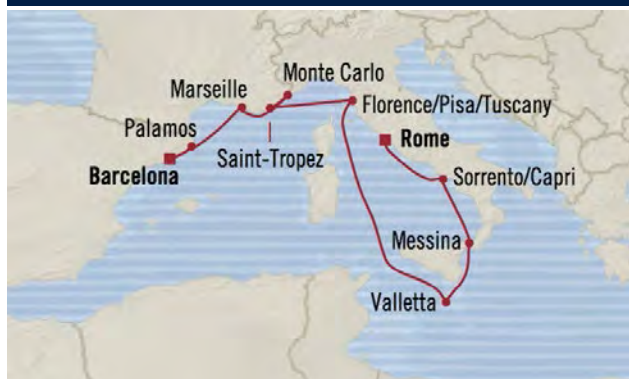 Monte Carlo
Marseille
Florence/Pisa/Tuscany
Palamos
Rome
Saint-Tropez
Barcelona
Sorrento/Capri
Messina
Valletta